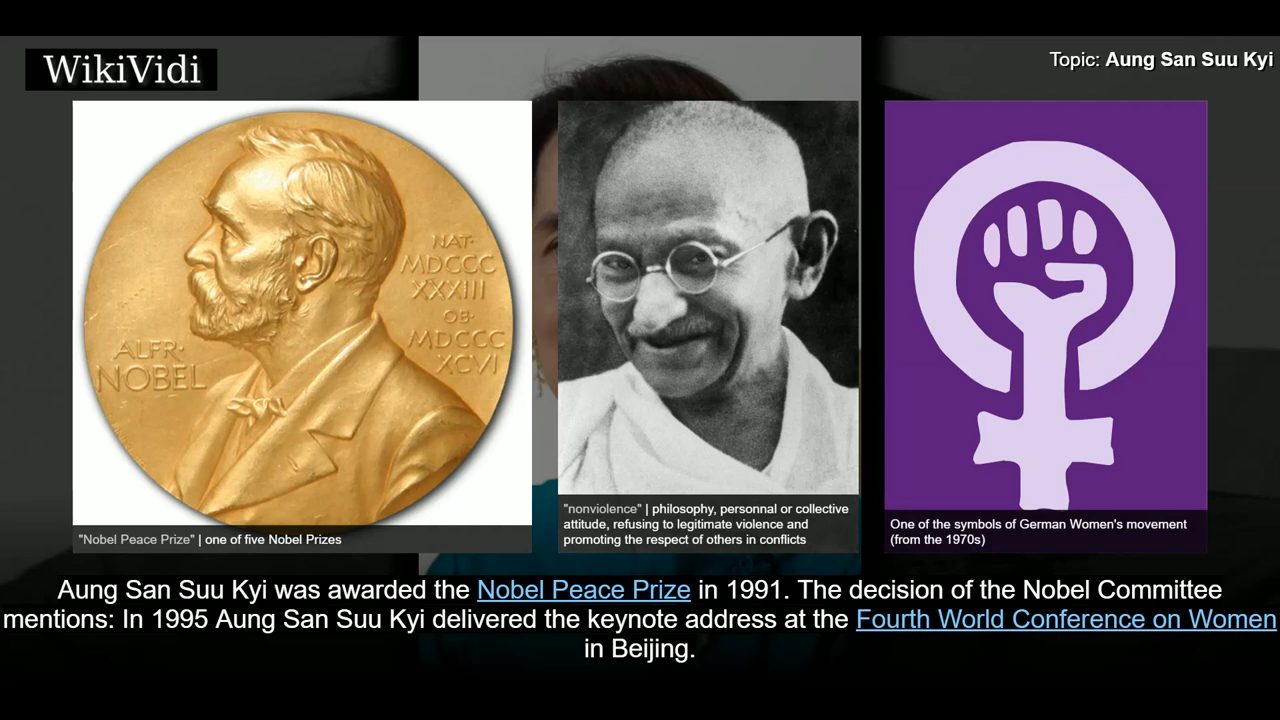 WikiVidi
Topic: Aung San Suu Kyi
NAT·
MDCCC
XXXIII
OB·
MDCCC
XCVI
ALFR·
NOBEL
"Nobel Peace Prize" | one of five Nobel Prizes
"nonviolence" | philosophy, personnal or collective
attitude, refusing to legitimate violence and
promoting the respect of others in conflicts
One of the symbols of German Women's movement
(from the 1970s)
Aung San Suu Kyi was awarded the Nobel Peace Prize in 1991. The decision of the Nobel Committee
mentions: In 1995 Aung San Suu Kyi delivered the keynote address at the Fourth World Conference on Women
in Beijing.